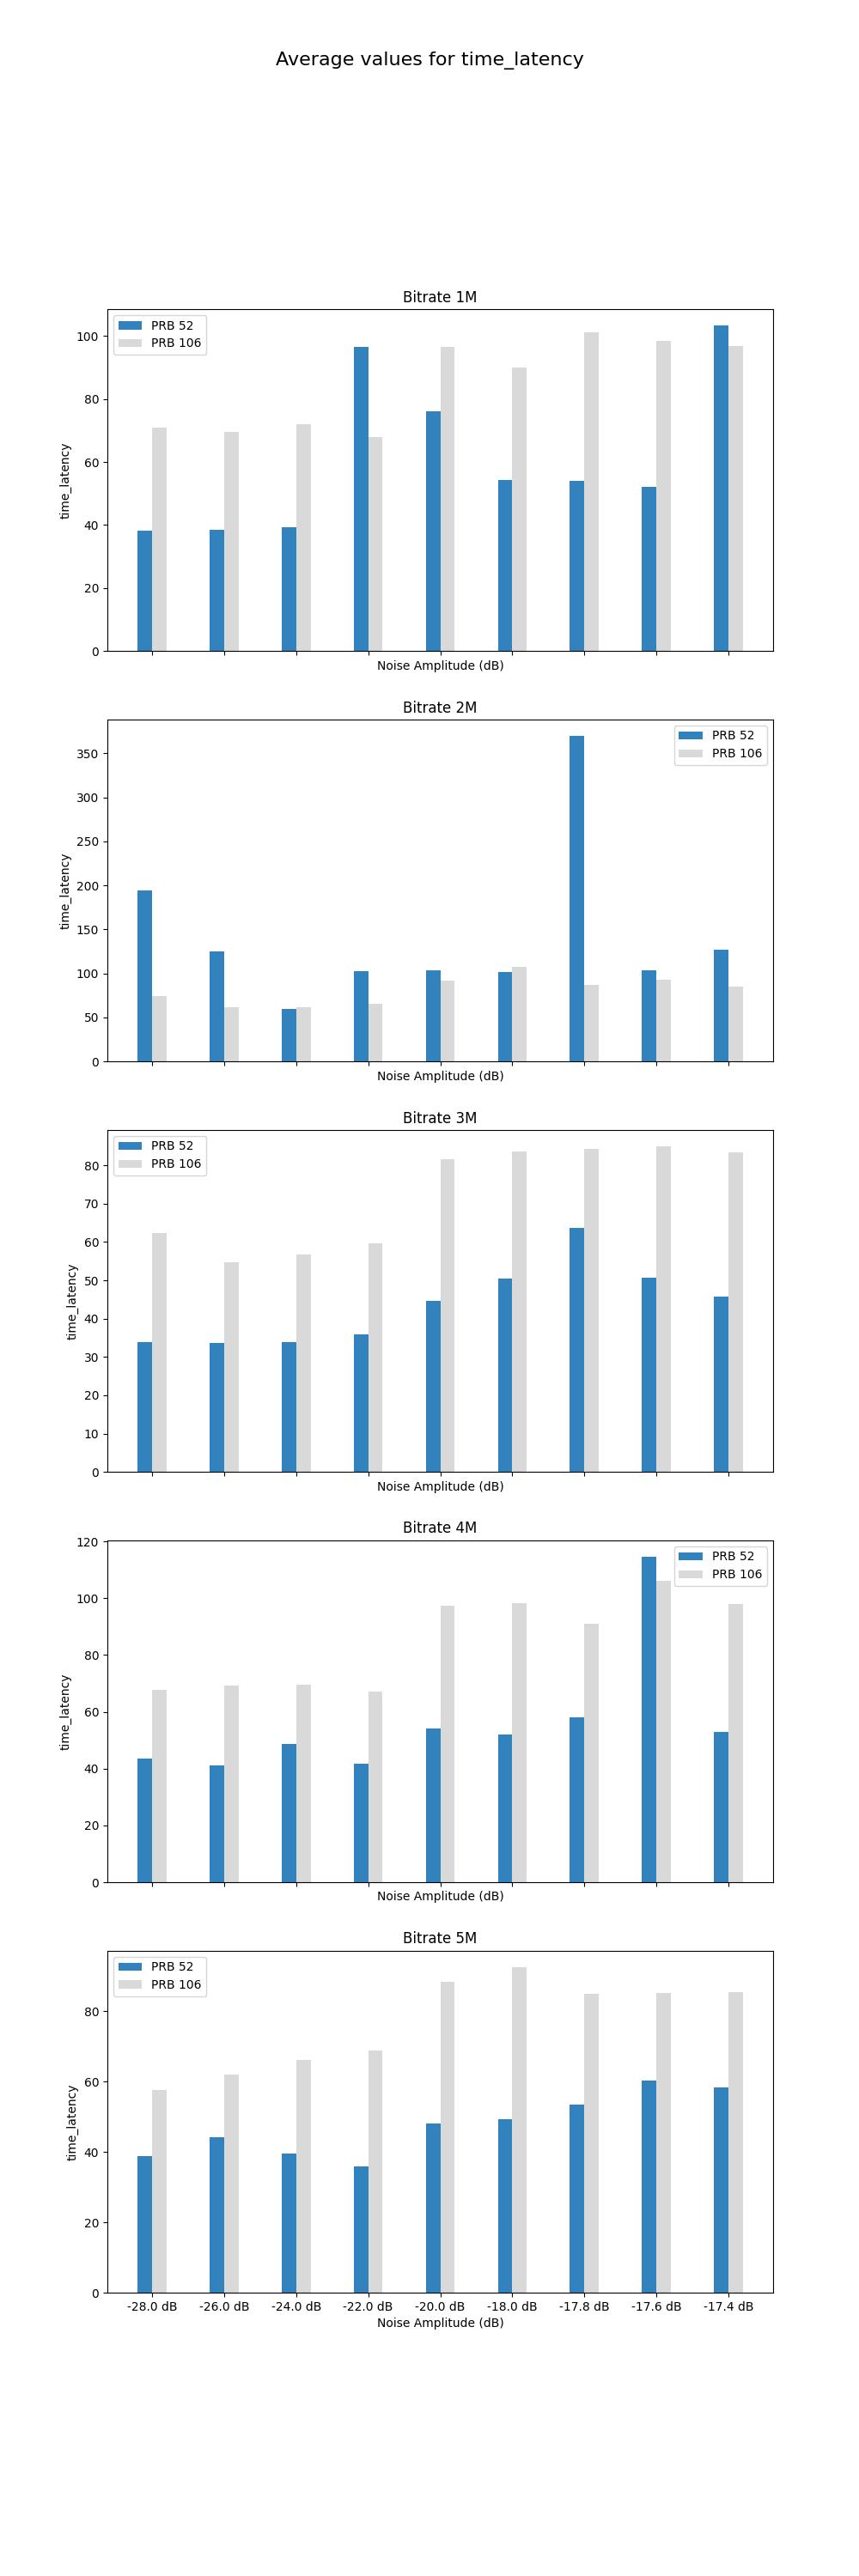 Average values for time_latency
Bitrate 1M
PRB 52
PRB 106
100
80
60
40
20
0
time_latency
Noise Amplitude (dB)
Bitrate 2M
PRB 52
PRB 106
350
300
250
200
150
100
50
0
time_latency
Noise Amplitude (dB)
Bitrate 3M
PRB 52
PRB 106
80
70
60
50
40
30
20
10
0
time_latency
Noise Amplitude (dB)
Bitrate 4M
PRB 52
PRB 106
120
100
80
60
40
20
0
time_latency
Noise Amplitude (dB)
Bitrate 5M
PRB 52
PRB 106
80
60
40
20
0
time_latency
-28.0 dB -26.0 dB -24.0 dB -22.0 dB -20.0 dB -18.0 dB -17.8 dB -17.6 dB -17.4 dB
Noise Amplitude (dB)